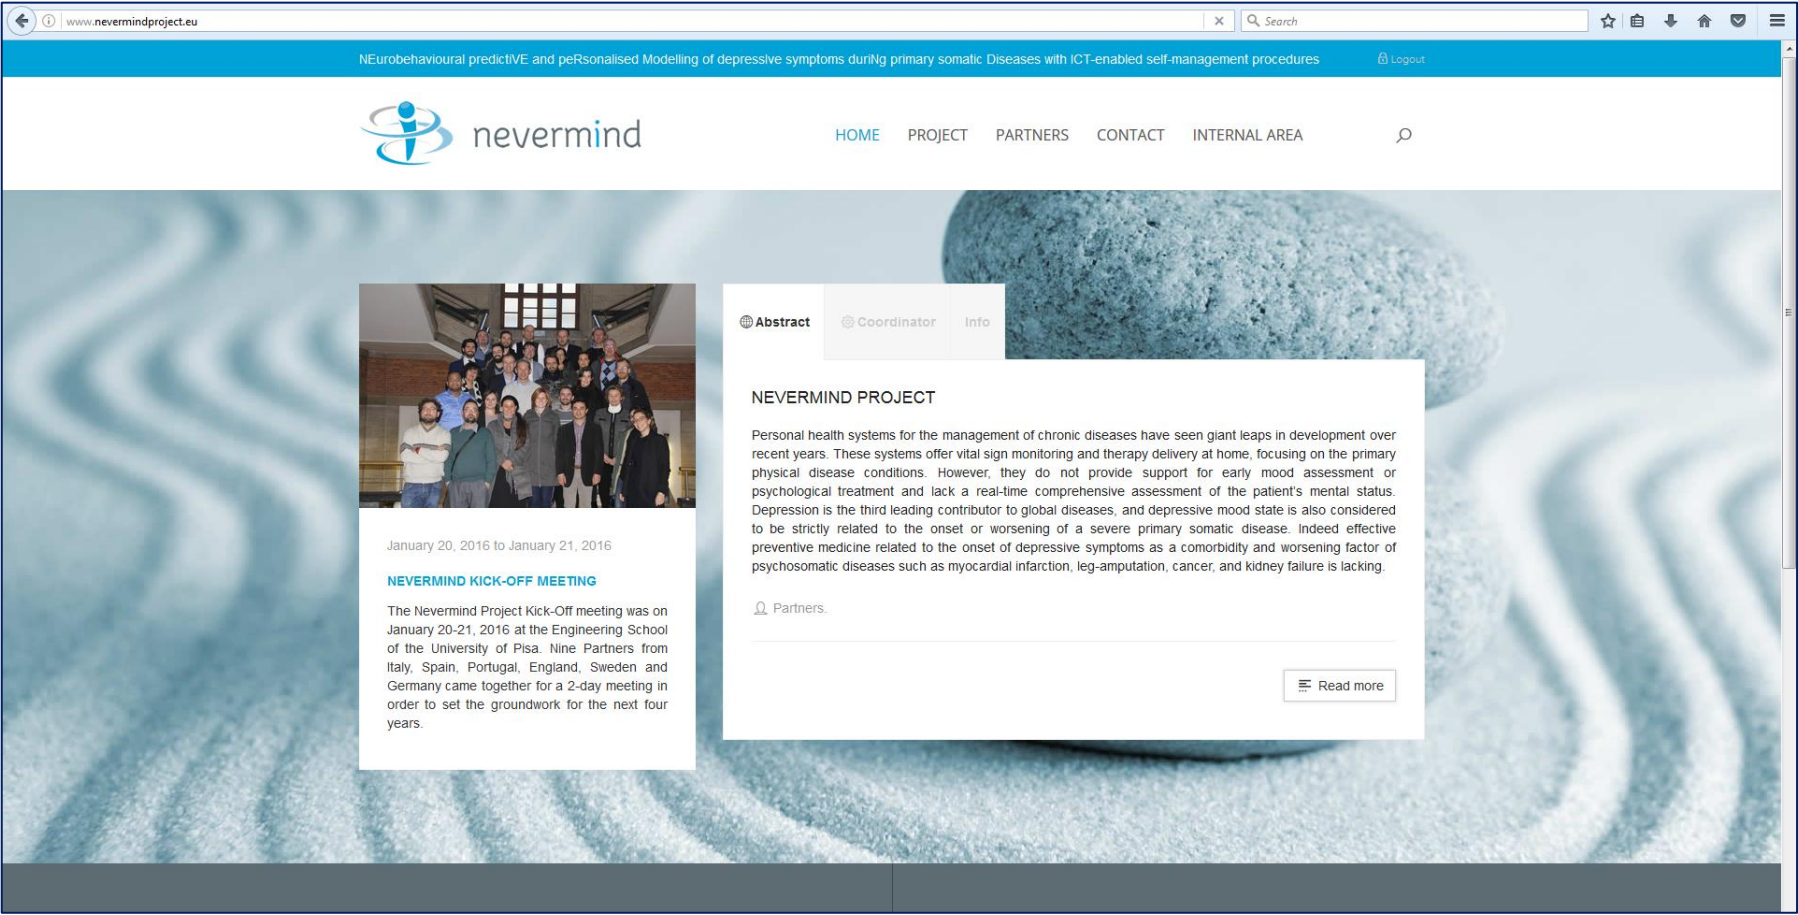 www.nevermindproject.eu
Search
NEurobehavioural predictiVE and peRsonalised Modelling of depressIve symptoms duriNg primary somatic Diseases with ICT-enabled self-management procedures
Logout
nevermind
HOME PROJECT PARTNERS CONTACT INTERNAL AREA
January 20, 2016 to January 21, 2016
NEVERMIND KICK-OFF MEETING
The Nevermind Project Kick-Off meeting was on
January 20-21, 2016 at the Engineering School
of the University of Pisa. Nine Partners from
Italy, Spain, Portugal, England, Sweden and
Germany came together for a 2-day meeting in
order to set the groundwork for the next four
years.
Abstract Coordinator Info
NEVERMIND PROJECT
Personal health systems for the management of chronic diseases have seen giant leaps in development over
recent years. These systems offer vital sign monitoring and therapy delivery at home, focusing on the primary
physical disease conditions. However, they do not provide support for early mood assessment or
psychological treatment and lack a real-time comprehensive assessment of the patient's mental status.
Depression is the third leading contributor to global diseases, and depressive mood state is also considered
to be strictly related to the onset or worsening of a severe primary somatic disease. Indeed effective
preventive medicine related to the onset of depressive symptoms as a comorbidity and worsening factor of
psychosomatic diseases such as myocardial infarction, leg-amputation, cancer, and kidney failure is lacking.
Partners.
Read more